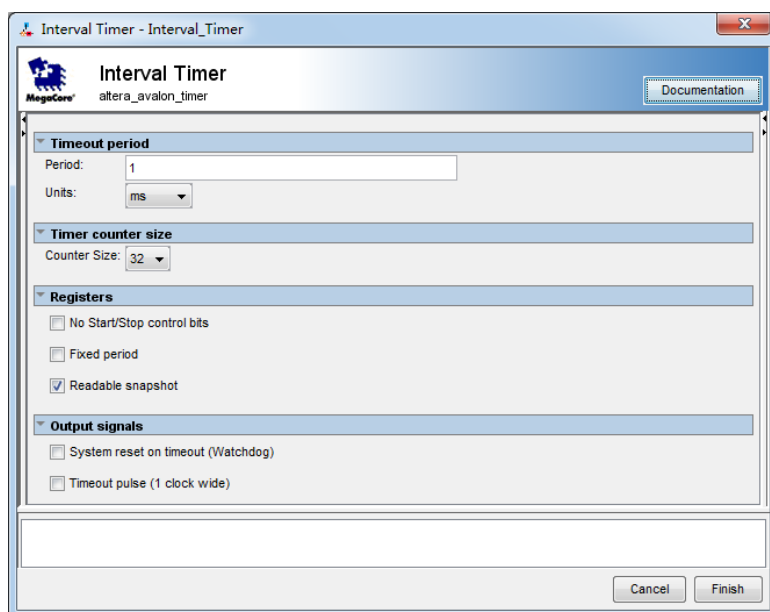 Interval Timer - Interval_Timer
Interval Timer
MegaCore®
altera_avalon_timer
Documentation
Timeout period
Period: 1
Units: ms
Timer counter size
Counter Size: 32
Registers
No Start/Stop control bits
Fixed period
Readable snapshot
Output signals
System reset on timeout (Watchdog)
Timeout pulse (1 clock wide)
Cancel Finish